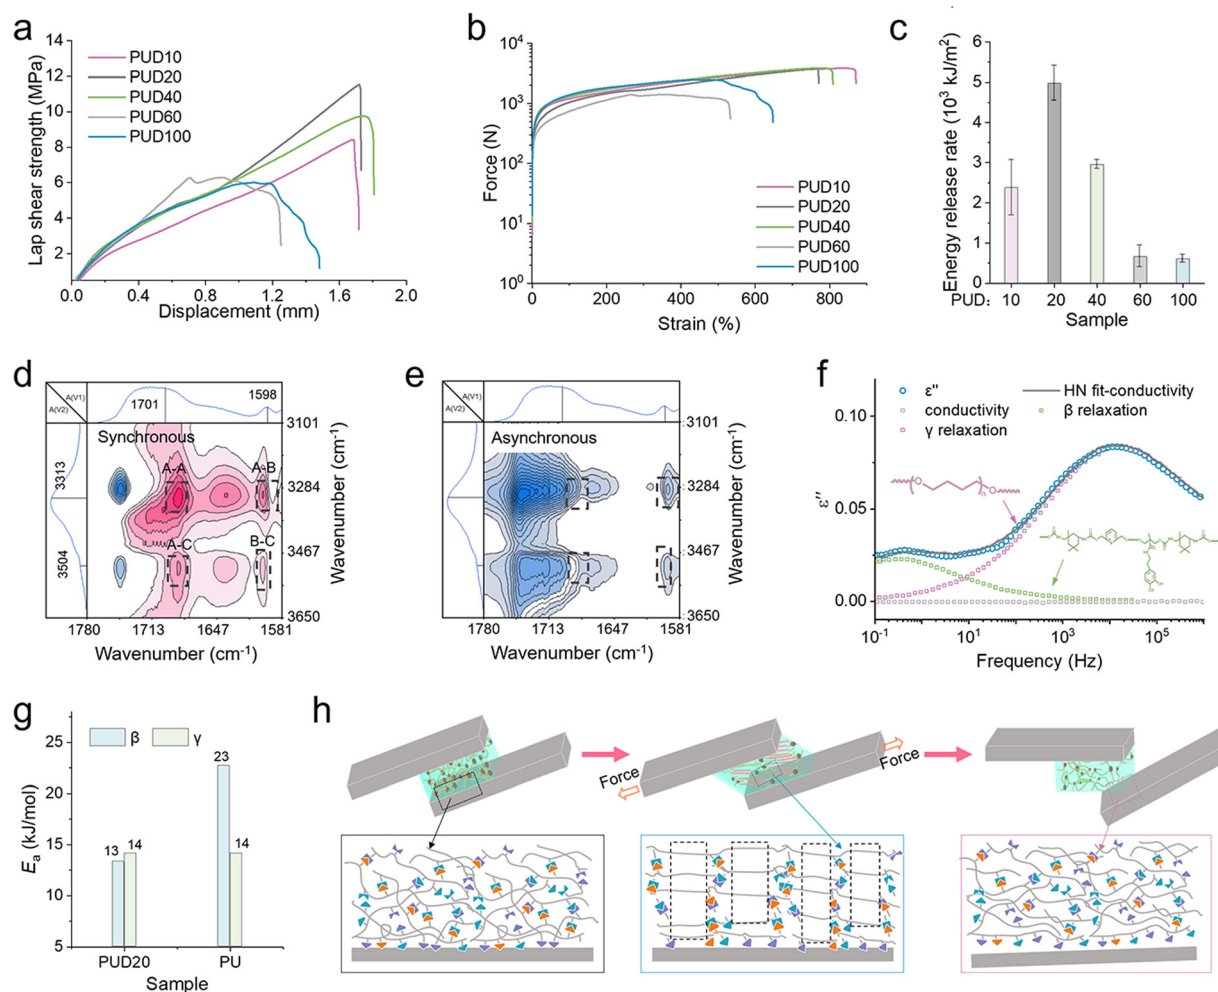 a
Lap shear strength (MPa)
14
12
10
8
6
4
2
PUD10
PUD20
PUD40
PUD60
PUD100
0.0 0.4 0.8 1.2 1.6 2.0
Displacement (mm)
b
Force (N)
10⁴
10³
10²
10¹
10⁰
PUD10
PUD20
PUD40
PUD60
PUD100
0 200 400 600 800
Strain (%)
c
Energy release rate (10³ kJ/m²)
6
5
4
3
2
1
0
PUD: 10 20 40 60 100
Sample
d
A(V1)
A(V2)
1701
1598
3313
3504
Synchronous
A-A
A-B
A-C
B-C
3101
3284
3467
3650
Wavenumber (cm⁻¹)
1780 1713 1647 1581
Wavenumber (cm⁻¹)
e
A(V1)
A(V2)
Asynchronous
3101
3284
3467
3650
Wavenumber (cm⁻¹)
1780 1713 1647 1581
Wavenumber (cm⁻¹)
f
ε''
HN fit-conductivity
conductivity
β relaxation
γ relaxation
ε''
0.10
0.05
0.00
10⁻¹ 10¹ 10³ 10⁵
Frequency (Hz)
g
Eₐ (kJ/mol)
25
20
15
10
5
β γ
13 14
23
14
PUD20 PU
Sample
h
Force
Force